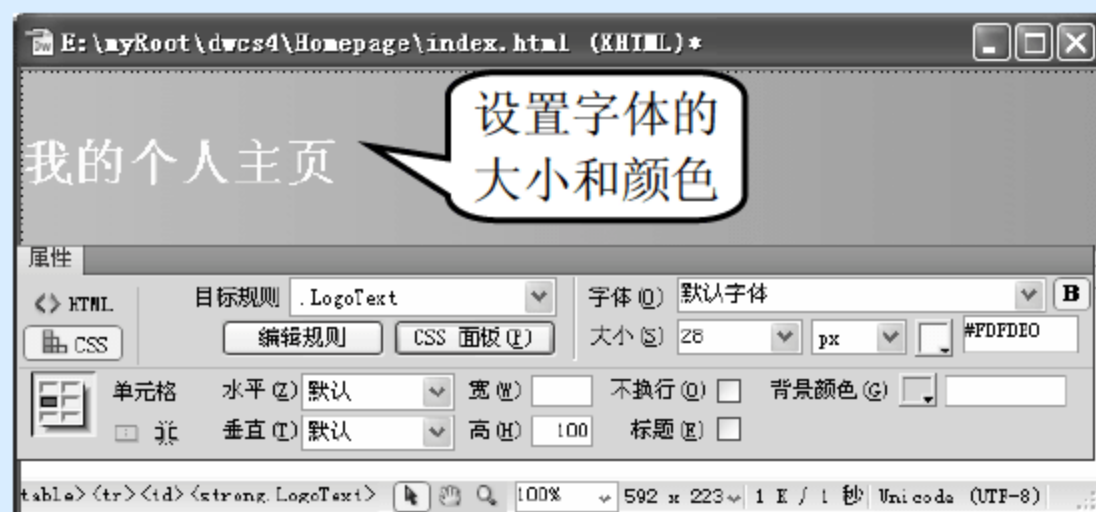 E:\myRoot\dwcs4\Homepage\index.html (XHTML)*
设置字体的
大小和颜色
我的个人主页
属性
<> HTML 目标规则 .LogoText 字体(O) 默认字体 B
CSS 编辑规则 CSS 面板(P) 大小(S) 28 px #FDFDE0
单元格 水平(Z) 默认 宽(W) 不换行(O) 背景颜色(G)
垂直(T) 默认 高(H) 100 标题(E)
table><tr><td><strong.LogoText> 100% 592 x 223 1 K / 1 秒 Unicode (UTF-8)